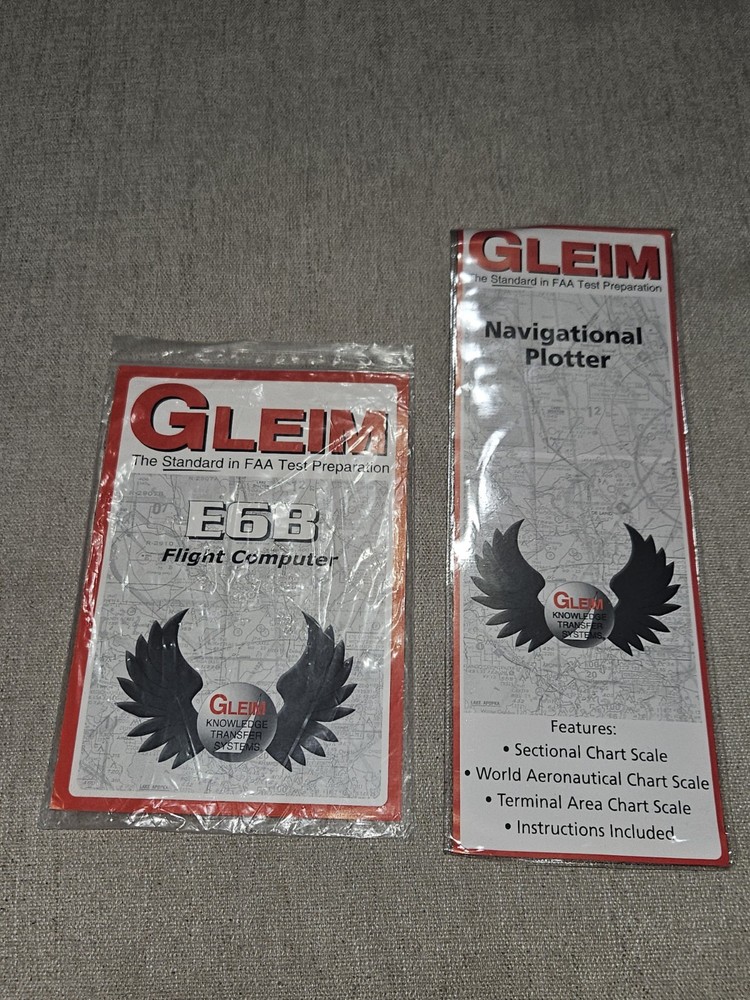 GLEIM
The Standard in FAA Test Preparation
E6B
Flight Computer
GLEIM
KNOWLEDGE
TRANSFER
SYSTEMS
GLEIM
The Standard in FAA Test Preparation
Navigational
Plotter
GLEIM
KNOWLEDGE
TRANSFER
SYSTEMS
LAKE APOPKA
Features:
• Sectional Chart Scale
• World Aeronautical Chart Scale
• Terminal Area Chart Scale
• Instructions Included